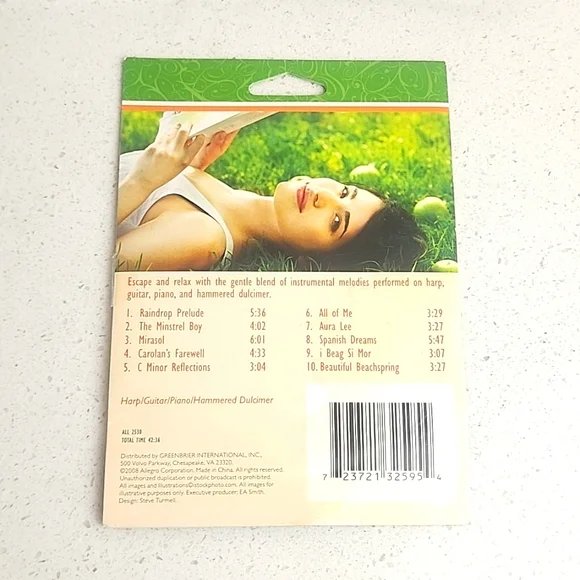 Escape and relax with the gentle blend of instrumental melodies performed on harp,
guitar, piano, and hammered dulcimer.
1. Raindrop Prelude 5:36
2. The Minstrel Boy 4:02
3. Mirasol 6:01
4. Carolan's Farewell 4:33
5. C Minor Reflections 3:04
6. All of Me 3:29
7. Aura Lee 3:27
8. Spanish Dreams 5:47
9. i Beag Si Mor 3:07
10. Beautiful Beachspring 3:27
Harp/Guitar/Piano/Hammered Dulcimer
ALL 2538
TOTAL TIME 42:36
Distributed by GREENBRIER INTERNATIONAL, INC.,
500 Volvo Parkway, Chesapeake, VA 23320.
©2008 Allegro Corporation. Made in China. All rights reserved.
Unauthorized duplication or public broadcast is prohibited.
All images and illustrations©istockphoto.com. All images for
illustrative purposes only. Executive producer: EA Smith.
Design: Steve Turmell.
7 23721 32595 4